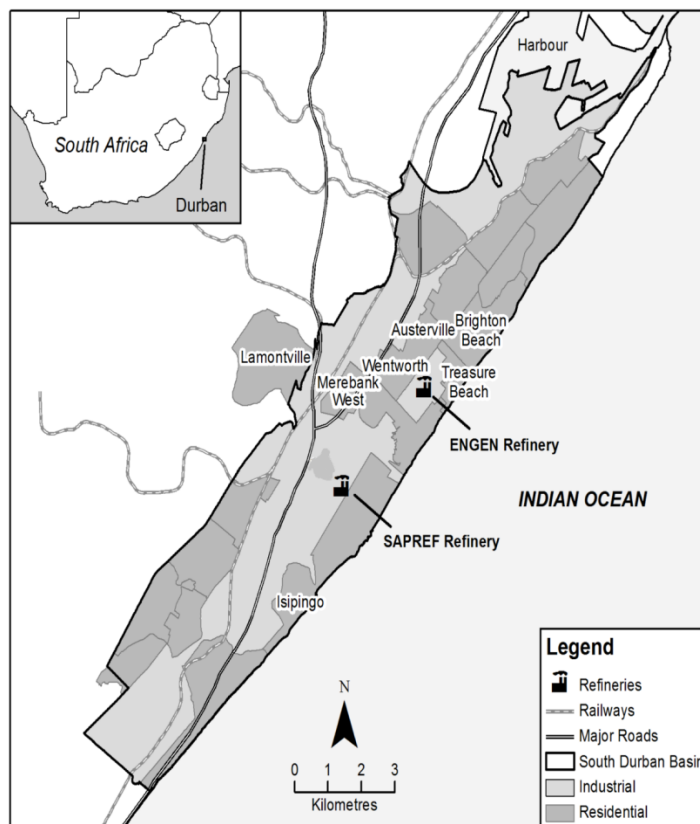 Harbour
South Africa
Durban
Austerville
Brighton
Beach
Lamontville
Wentworth
Merebank
West
Treasure
Beach
ENGEN Refinery
INDIAN OCEAN
SAPREF Refinery
Isipingo
Legend
Refineries
Railways
Major Roads
South Durban Basin
Industrial
Residential
N
0 1 2 3
Kilometres